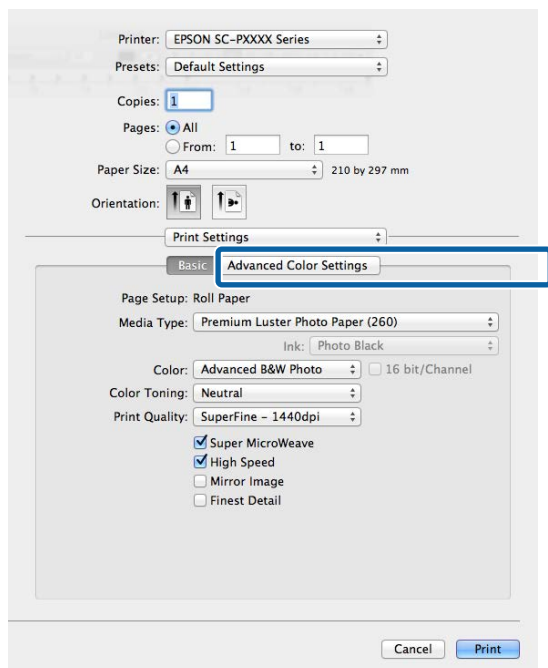 Printer: EPSON SC-PXXXX Series
Presets: Default Settings
Copies: 1
Pages: All
From: 1 to: 1
Paper Size: A4 210 by 297 mm
Orientation:
Print Settings
Basic Advanced Color Settings
Page Setup: Roll Paper
Media Type: Premium Luster Photo Paper (260)
Ink: Photo Black
Color: Advanced B&W Photo 16 bit/Channel
Color Toning: Neutral
Print Quality: SuperFine – 1440dpi
Super MicroWeave
High Speed
Mirror Image
Finest Detail
Cancel Print